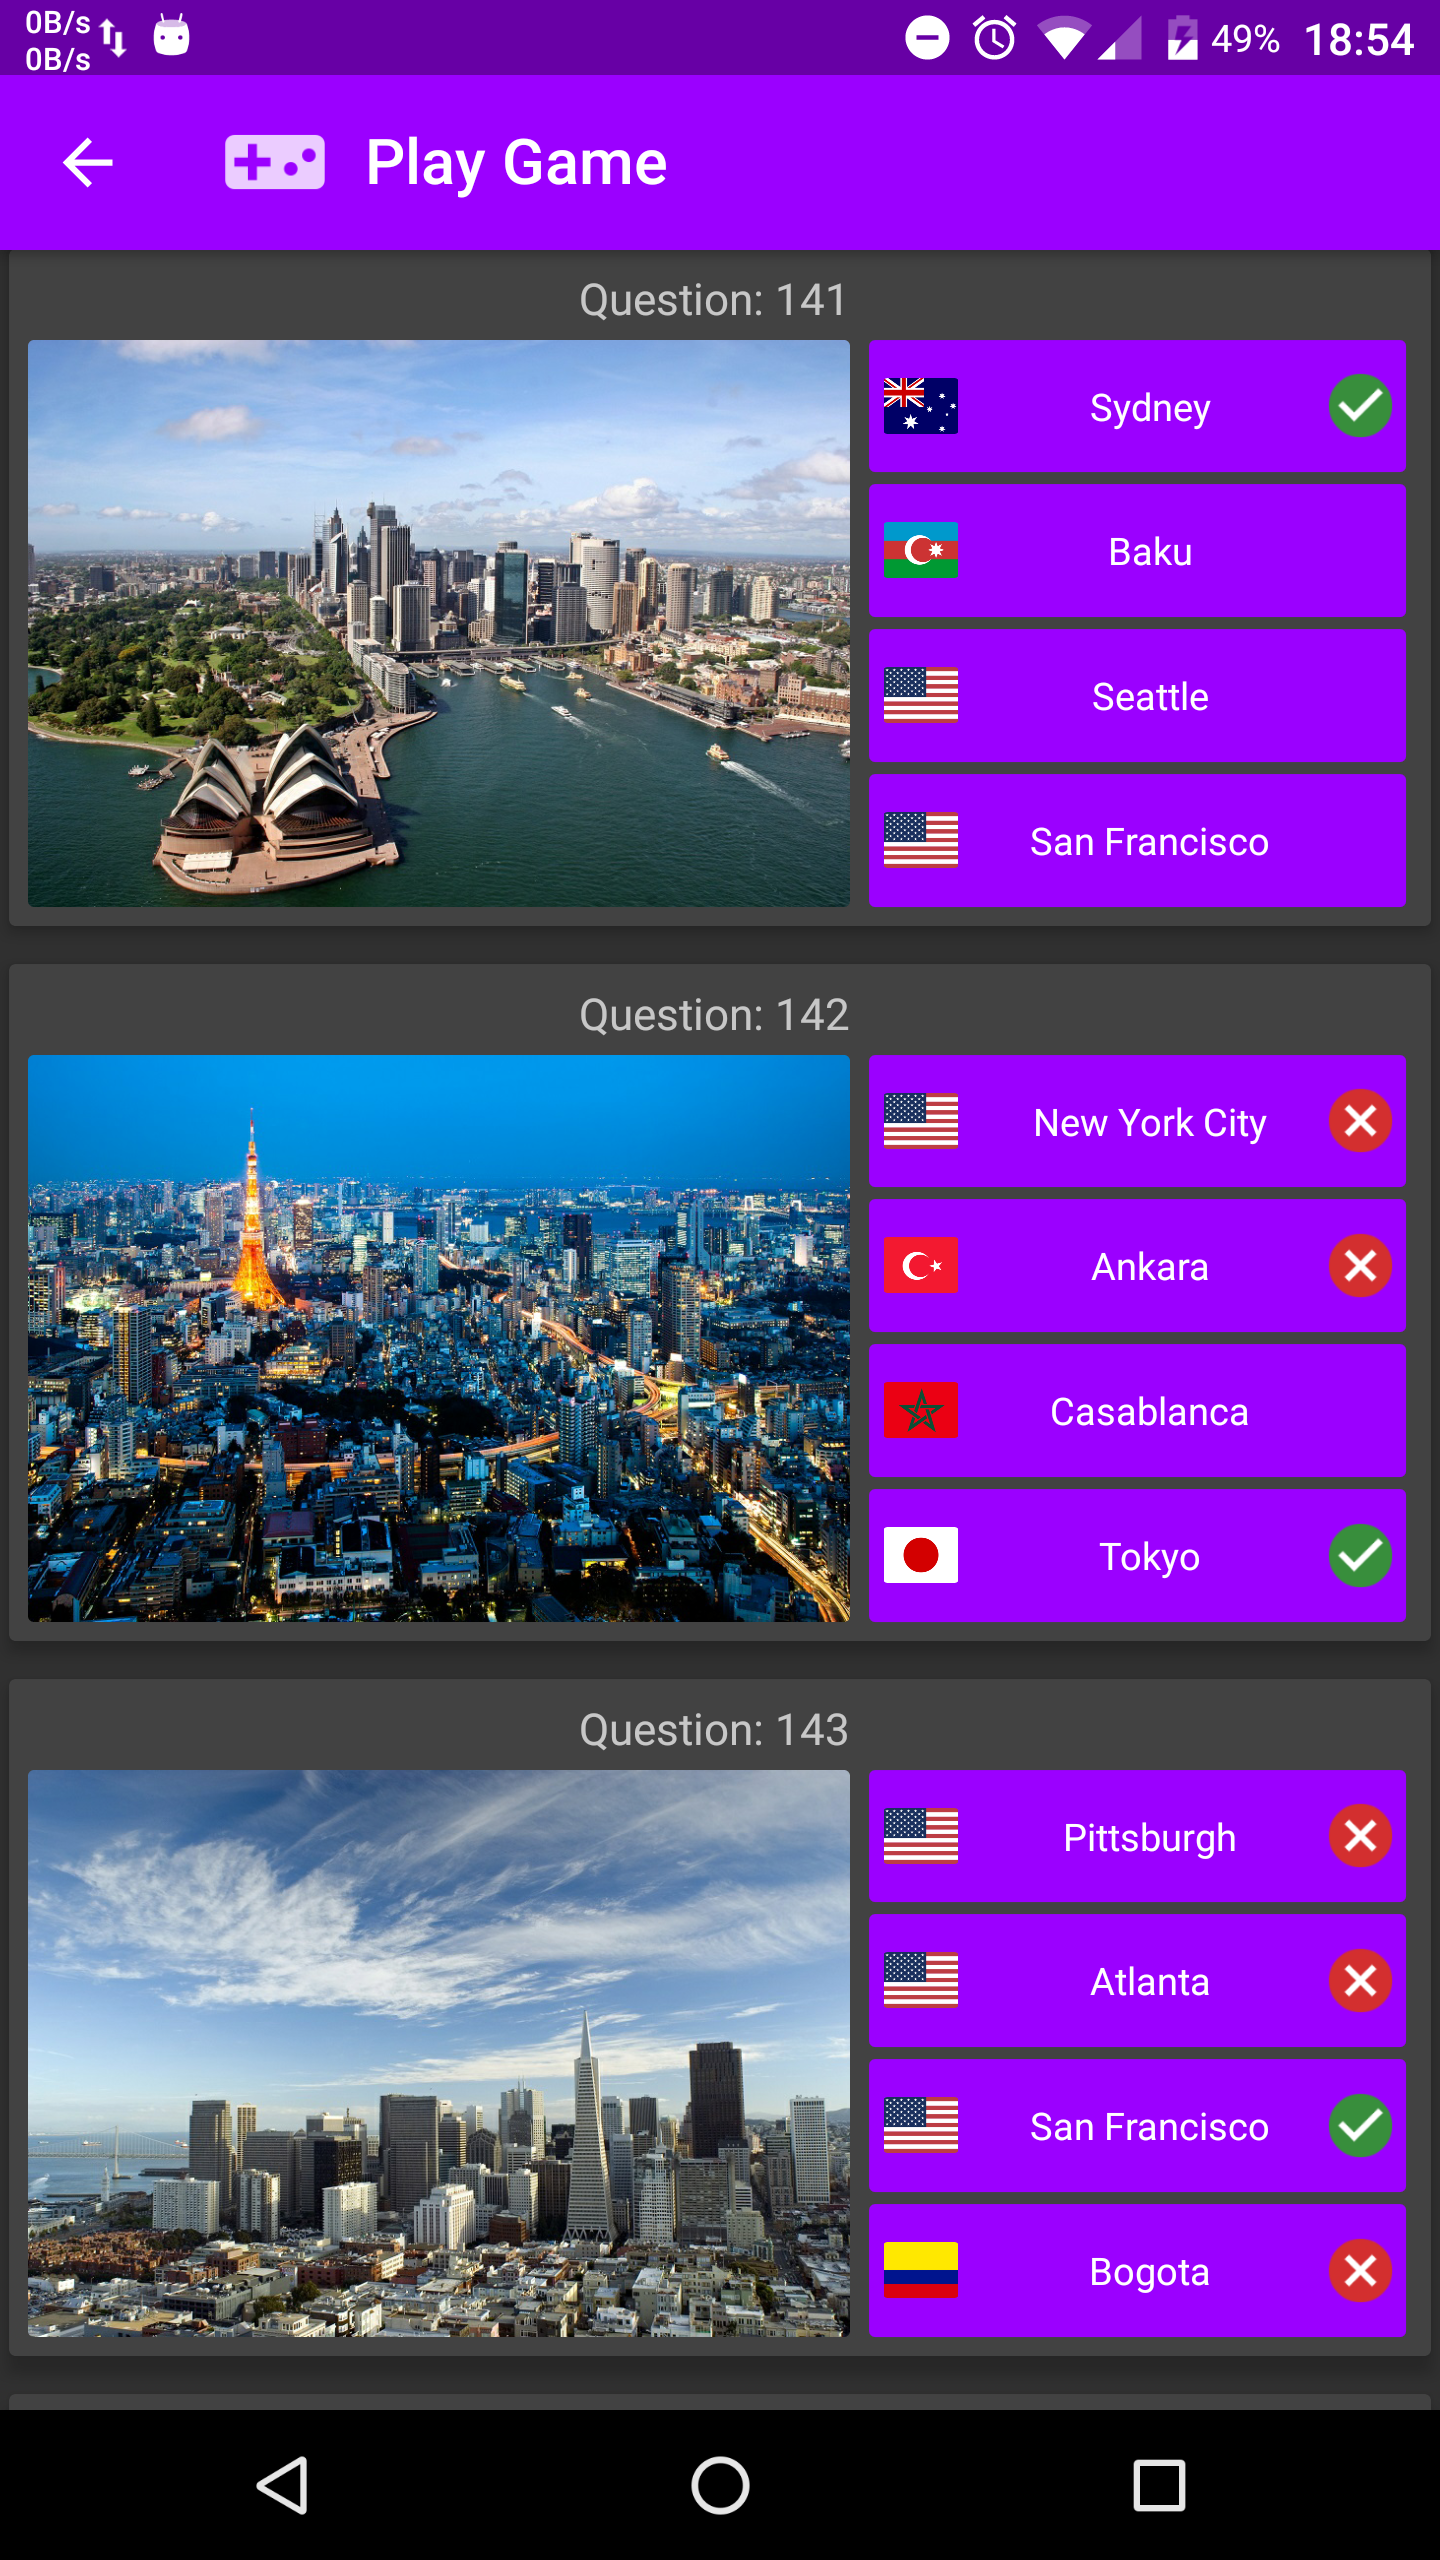 0B/s
0B/s
49% 18:54
Play Game
Question: 141
Sydney
Baku
Seattle
San Francisco
Question: 142
New York City
Ankara
Casablanca
Tokyo
Question: 143
Pittsburgh
Atlanta
San Francisco
Bogota